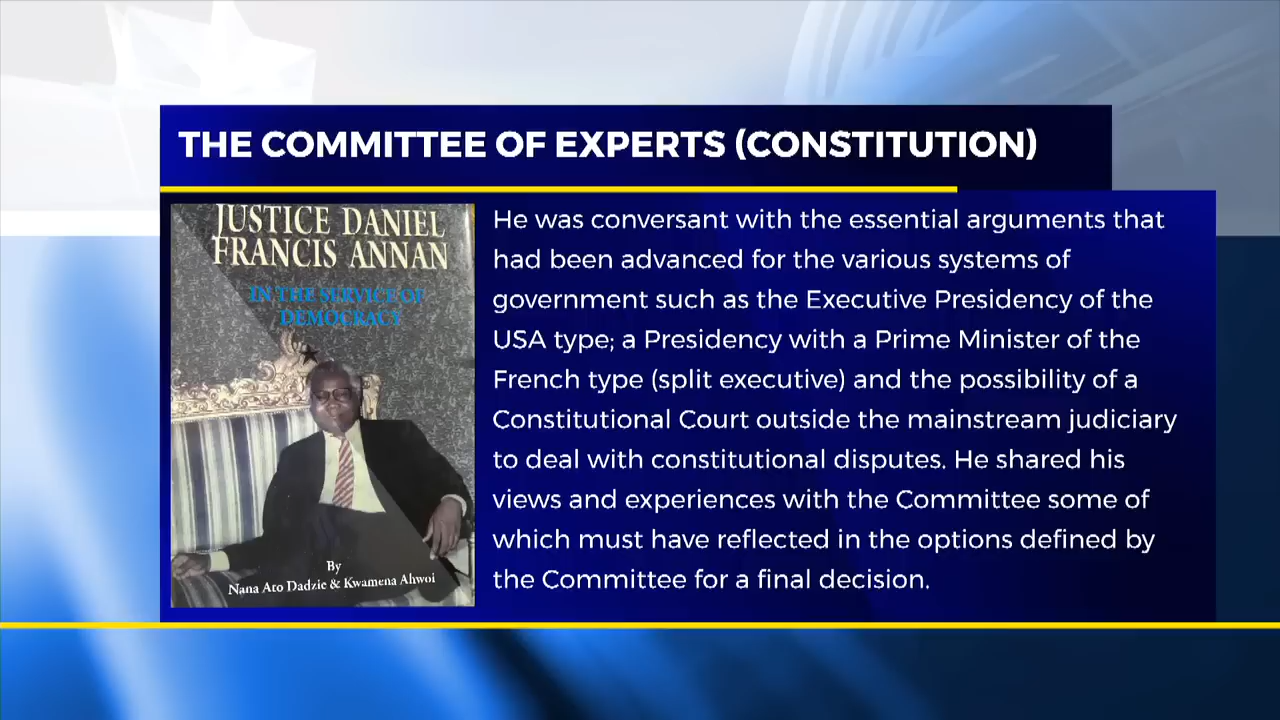 THE COMMITTEE OF EXPERTS (CONSTITUTION)
JUSTICE DANIEL
FRANCIS ANNAN
IN THE SERVICE OF
DEMOCRACY
By
Nana Ato Dadzie & Kwamena Ahwoi
He was conversant with the essential arguments that
had been advanced for the various systems of
government such as the Executive Presidency of the
USA type; a Presidency with a Prime Minister of the
French type (split executive) and the possibility of a
Constitutional Court outside the mainstream judiciary
to deal with constitutional disputes. He shared his
views and experiences with the Committee some of
which must have reflected in the options defined by
the Committee for a final decision.